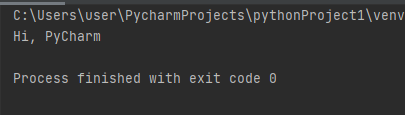 C:\Users\user\PycharmProjects\pythonProject1\venv
Hi, PyCharm
Process finished with exit code 0